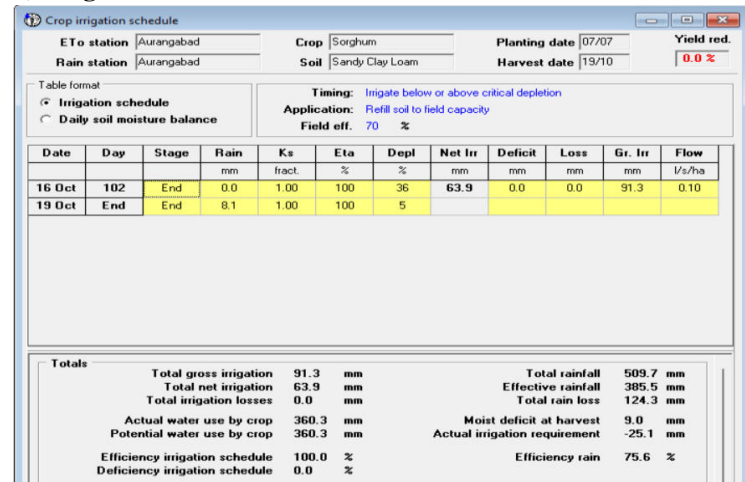 Crop irrigation schedule
ETo station Aurangabad Crop Sorghum Planting date 07/07 Yield red.
Rain station Aurangabad Soil Sandy Clay Loam Harvest date 19/10 0.0 %
Table format
Irrigation schedule
Daily soil moisture balance
Timing: Irrigate below or above critical depletion
Application: Refill soil to field capacity
Field eff. 70 %
Date Day Stage Rain Ks Eta Depl Net Irr Deficit Loss Gr. Irr Flow
mm fract. % % mm mm mm mm l/s/ha
16 Oct 102 End 0.0 1.00 100 36 63.9 0.0 0.0 91.3 0.10
19 Oct End End 8.1 1.00 100 5
Totals
Total gross irrigation 91.3 mm Total rainfall 509.7 mm
Total net irrigation 63.9 mm Effective rainfall 385.5 mm
Total irrigation losses 0.0 mm Total rain loss 124.3 mm
Actual water use by crop 360.3 mm Moist deficit at harvest 9.0 mm
Potential water use by crop 360.3 mm Actual irrigation requirement -25.1 mm
Efficiency irrigation schedule 100.0 % Efficiency rain 75.6 %
Deficiency irrigation schedule 0.0 %